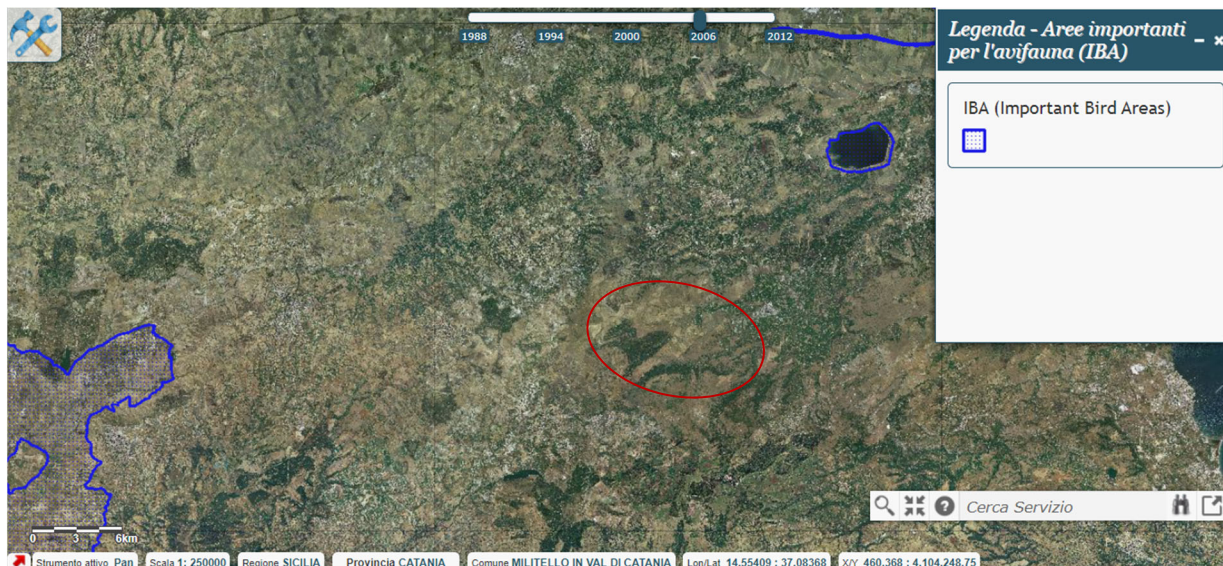 1988 1994 2000 2006 2012
Legenda - Aree importanti
per l'avifauna (IBA)
IBA (Important Bird Areas)
Cerca Servizio
0 3 6km
Strumento attivo Pan Scala 1: 250000 Regione SICILIA Provincia CATANIA Comune MILITELLO IN VAL DI CATANIA Lon/Lat 14.55409 : 37.08368 X/Y 460,368 : 4,104,248.75